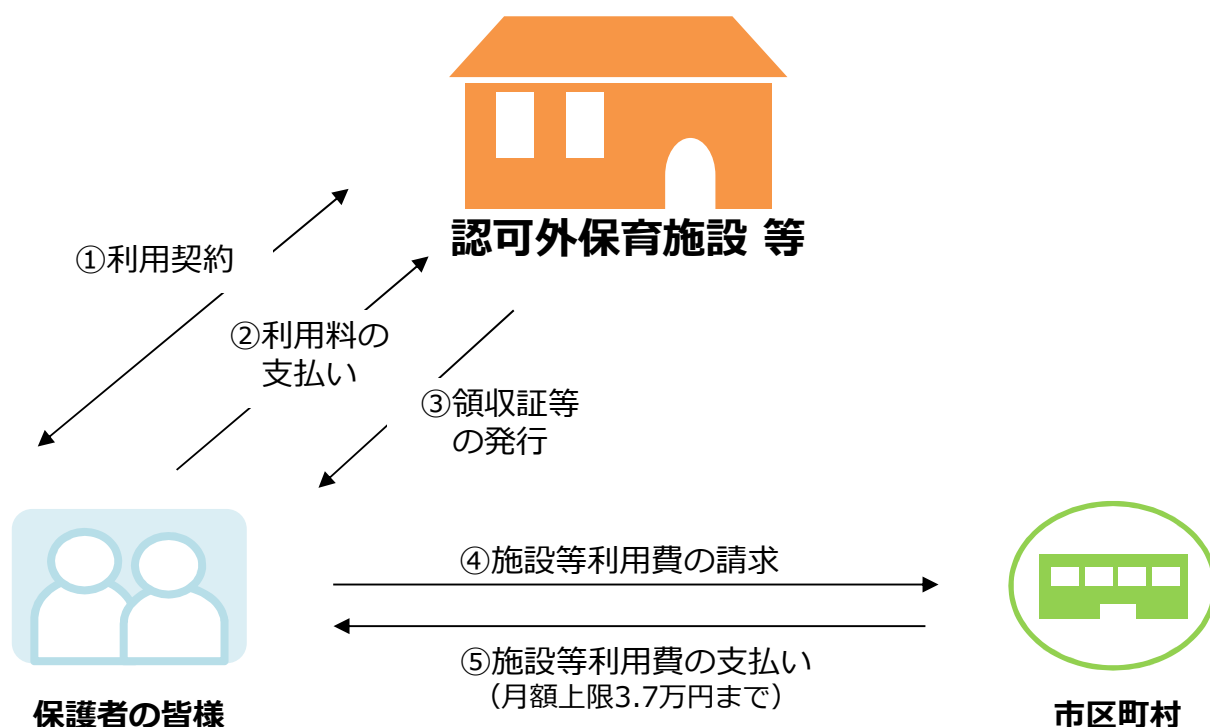 認可外保育施設 等
①利用契約
②利用料の
支払い
③領収証等
の発行
④施設等利用費の請求
⑤施設等利用費の支払い
（月額上限3.7万円まで）
保護者の皆様
市区町村